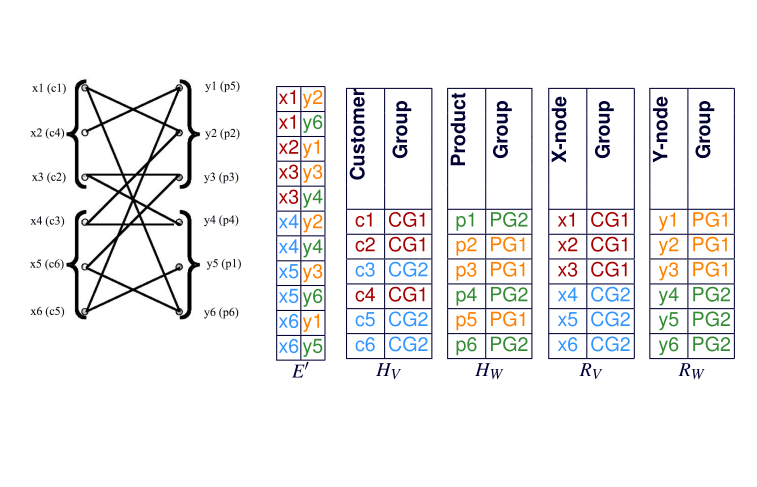 x1 (c1)
x2 (c4)
x3 (c2)
x4 (c3)
x5 (c6)
x6 (c5)
y1 (p5)
y2 (p2)
y3 (p3)
y4 (p4)
y5 (p1)
y6 (p6)
x1 y2
x1 y6
x2 y1
x3 y3
x3 y4
x4 y2
x4 y4
x5 y3
x5 y6
x6 y1
x6 y5
E′
Customer Group
c1 CG1
c2 CG1
c3 CG2
c4 CG1
c5 CG2
c6 CG2
H_V
Product Group
p1 PG2
p2 PG1
p3 PG1
p4 PG2
p5 PG1
p6 PG2
H_W
X-node Group
x1 CG1
x2 CG1
x3 CG1
x4 CG2
x5 CG2
x6 CG2
R_V
Y-node Group
y1 PG1
y2 PG1
y3 PG1
y4 PG2
y5 PG2
y6 PG2
R_W